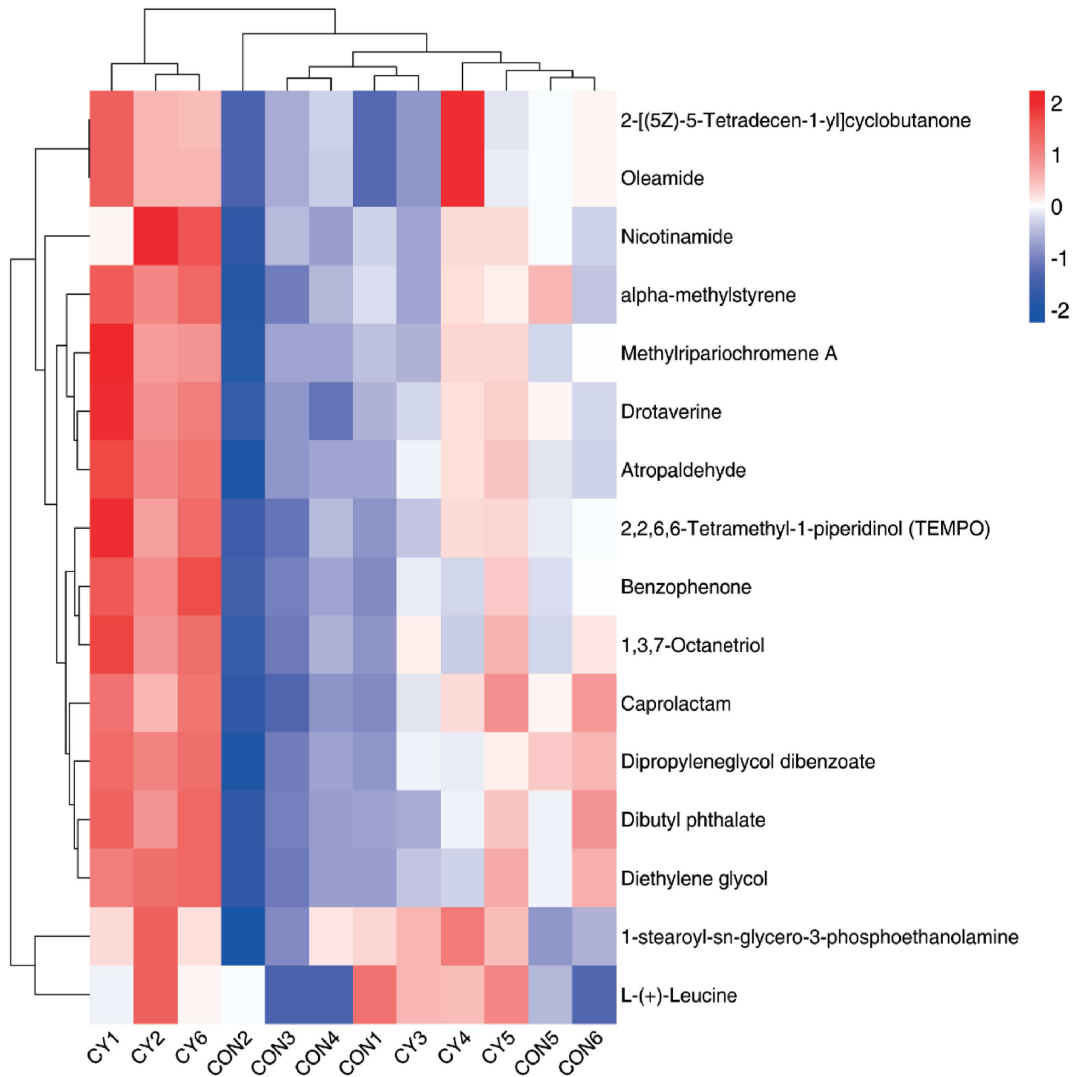 2
1
0
-1
-2
2-[(5Z)-5-Tetradecen-1-yl]cyclobutanone
Oleamide
Nicotinamide
alpha-methylstyrene
Methylripariochromene A
Drotaverine
Atropaldehyde
2,2,6,6-Tetramethyl-1-piperidinol (TEMPO)
Benzophenone
1,3,7-Octanetriol
Caprolactam
Dipropyleneglycol dibenzoate
Dibutyl phthalate
Diethylene glycol
1-stearoyl-sn-glycero-3-phosphoethanolamine
L-(+)-Leucine
CY1 CY2 CY6 CON2 CON3 CON4 CON1 CY3 CY4 CY5 CON5 CON6